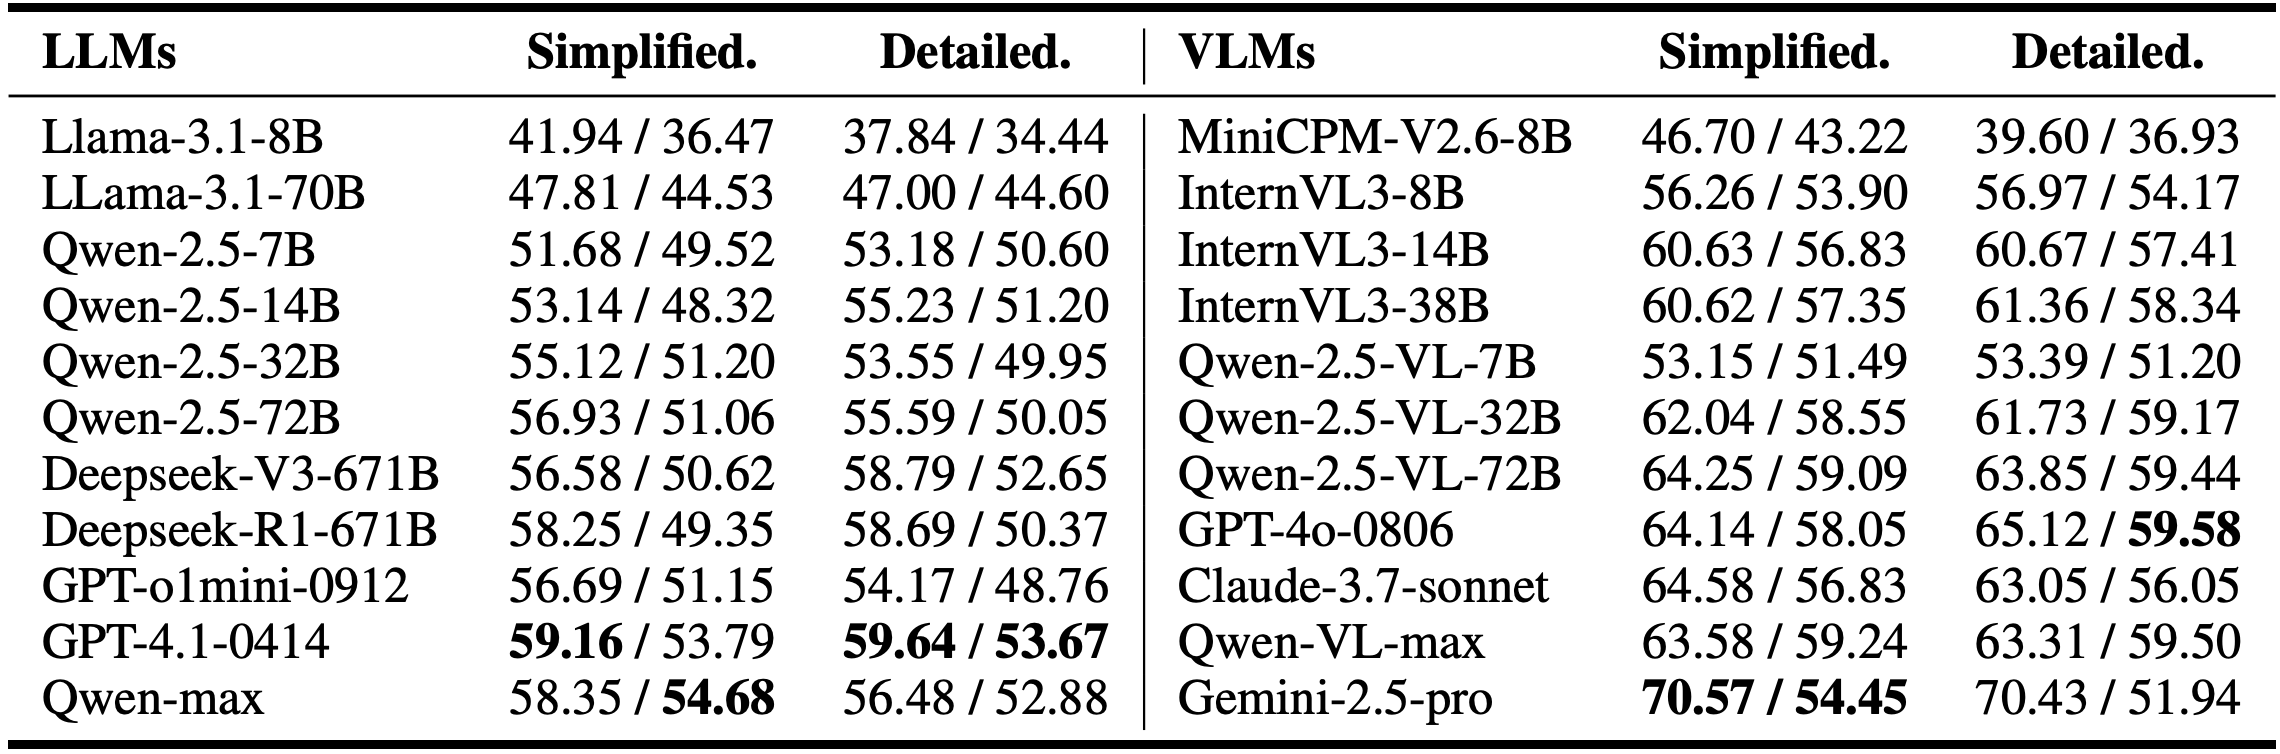 LLMs Simplified. Detailed. VLMs Simplified. Detailed.
Llama-3.1-8B 41.94 / 36.47 37.84 / 34.44 MiniCPM-V2.6-8B 46.70 / 43.22 39.60 / 36.93
LLama-3.1-70B 47.81 / 44.53 47.00 / 44.60 InternVL3-8B 56.26 / 53.90 56.97 / 54.17
Qwen-2.5-7B 51.68 / 49.52 53.18 / 50.60 InternVL3-14B 60.63 / 56.83 60.67 / 57.41
Qwen-2.5-14B 53.14 / 48.32 55.23 / 51.20 InternVL3-38B 60.62 / 57.35 61.36 / 58.34
Qwen-2.5-32B 55.12 / 51.20 53.55 / 49.95 Qwen-2.5-VL-7B 53.15 / 51.49 53.39 / 51.20
Qwen-2.5-72B 56.93 / 51.06 55.59 / 50.05 Qwen-2.5-VL-32B 62.04 / 58.55 61.73 / 59.17
Deepseek-V3-671B 56.58 / 50.62 58.79 / 52.65 Qwen-2.5-VL-72B 64.25 / 59.09 63.85 / 59.44
Deepseek-R1-671B 58.25 / 49.35 58.69 / 50.37 GPT-4o-0806 64.14 / 58.05 65.12 / 59.58
GPT-o1mini-0912 56.69 / 51.15 54.17 / 48.76 Claude-3.7-sonnet 64.58 / 56.83 63.05 / 56.05
GPT-4.1-0414 59.16 / 53.79 59.64 / 53.67 Qwen-VL-max 63.58 / 59.24 63.31 / 59.50
Qwen-max 58.35 / 54.68 56.48 / 52.88 Gemini-2.5-pro 70.57 / 54.45 70.43 / 51.94